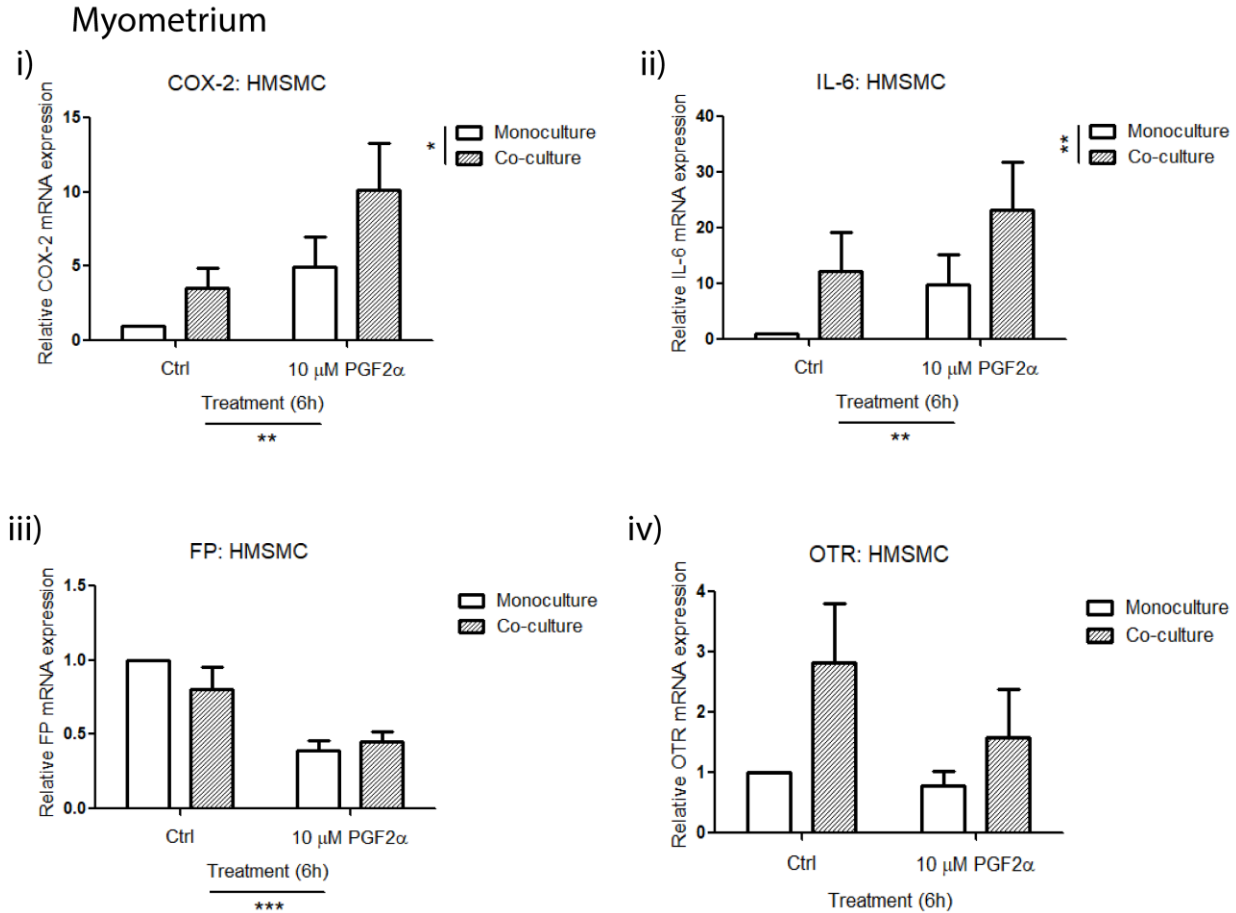 Myometrium
i)
COX-2: HMSMC
Relative COX-2 mRNA expression
15
10
5
0
Ctrl
10 μM PGF2α
Treatment (6h)
**
*
Monoculture
Co-culture
ii)
IL-6: HMSMC
Relative IL-6 mRNA expression
40
30
20
10
0
Ctrl
10 μM PGF2α
Treatment (6h)
**
**
Monoculture
Co-culture
iii)
FP: HMSMC
Relative FP mRNA expression
1.5
1.0
0.5
0.0
Ctrl
10 μM PGF2α
Treatment (6h)
***
Monoculture
Co-culture
iv)
OTR: HMSMC
Relative OTR mRNA expression
4
3
2
1
0
Ctrl
10 μM PGF2α
Treatment (6h)
Monoculture
Co-culture